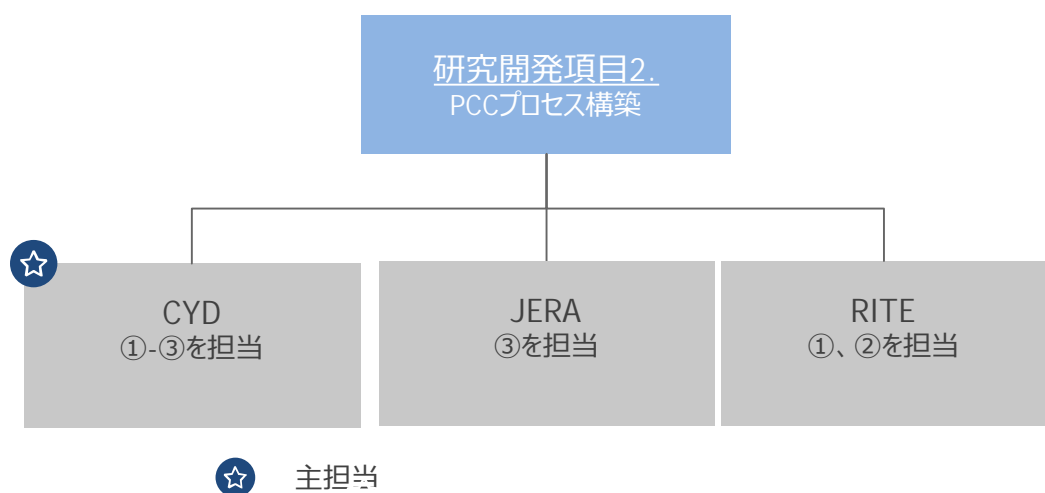 研究開発項目2.
PCCプロセス構築
CYD
①-③を担当
JERA
③を担当
RITE
①、②を担当
主担当